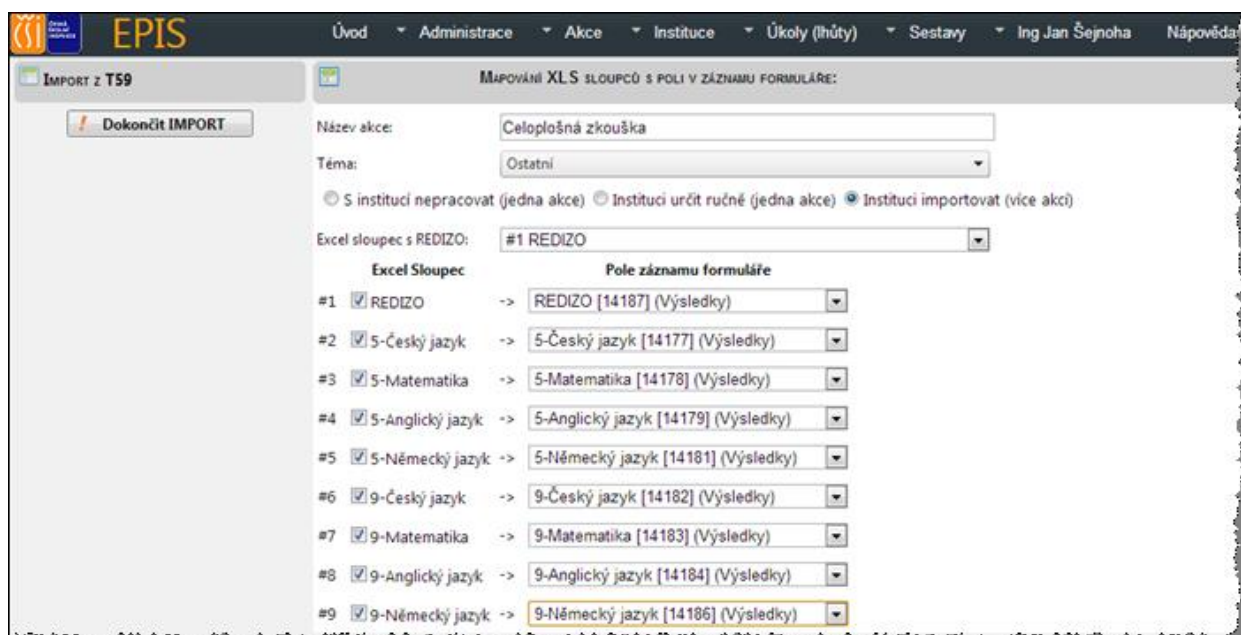 ČŠI ČESKÁ ŠKOLNÍ INSPEKCE EPIS Úvod Administrace Akce Instituce Úkoly (lhůty) Sestavy Ing Jan Šejnoha Nápověda
IMPORT Z T59
MAPOVÁNÍ XLS SLOUPCŮ S POLI V ZÁZNAMU FORMULÁŘE:
! Dokončit IMPORT
Název akce: Celoplošná zkouška
Téma: Ostatní
S institucí nepracovat (jedna akce) Instituci určit ručně (jedna akce) Instituci importovat (více akcí)
Excel sloupec s REDIZO: #1 REDIZO
Excel Sloupec Pole záznamu formuláře
#1 REDIZO -> REDIZO [14187] (Výsledky)
#2 5-Český jazyk -> 5-Český jazyk [14177] (Výsledky)
#3 5-Matematika -> 5-Matematika [14178] (Výsledky)
#4 5-Anglický jazyk -> 5-Anglický jazyk [14179] (Výsledky)
#5 5-Německý jazyk -> 5-Německý jazyk [14181] (Výsledky)
#6 9-Český jazyk -> 9-Český jazyk [14182] (Výsledky)
#7 9-Matematika -> 9-Matematika [14183] (Výsledky)
#8 9-Anglický jazyk -> 9-Anglický jazyk [14184] (Výsledky)
#9 9-Německý jazyk -> 9-Německý jazyk [14186] (Výsledky)